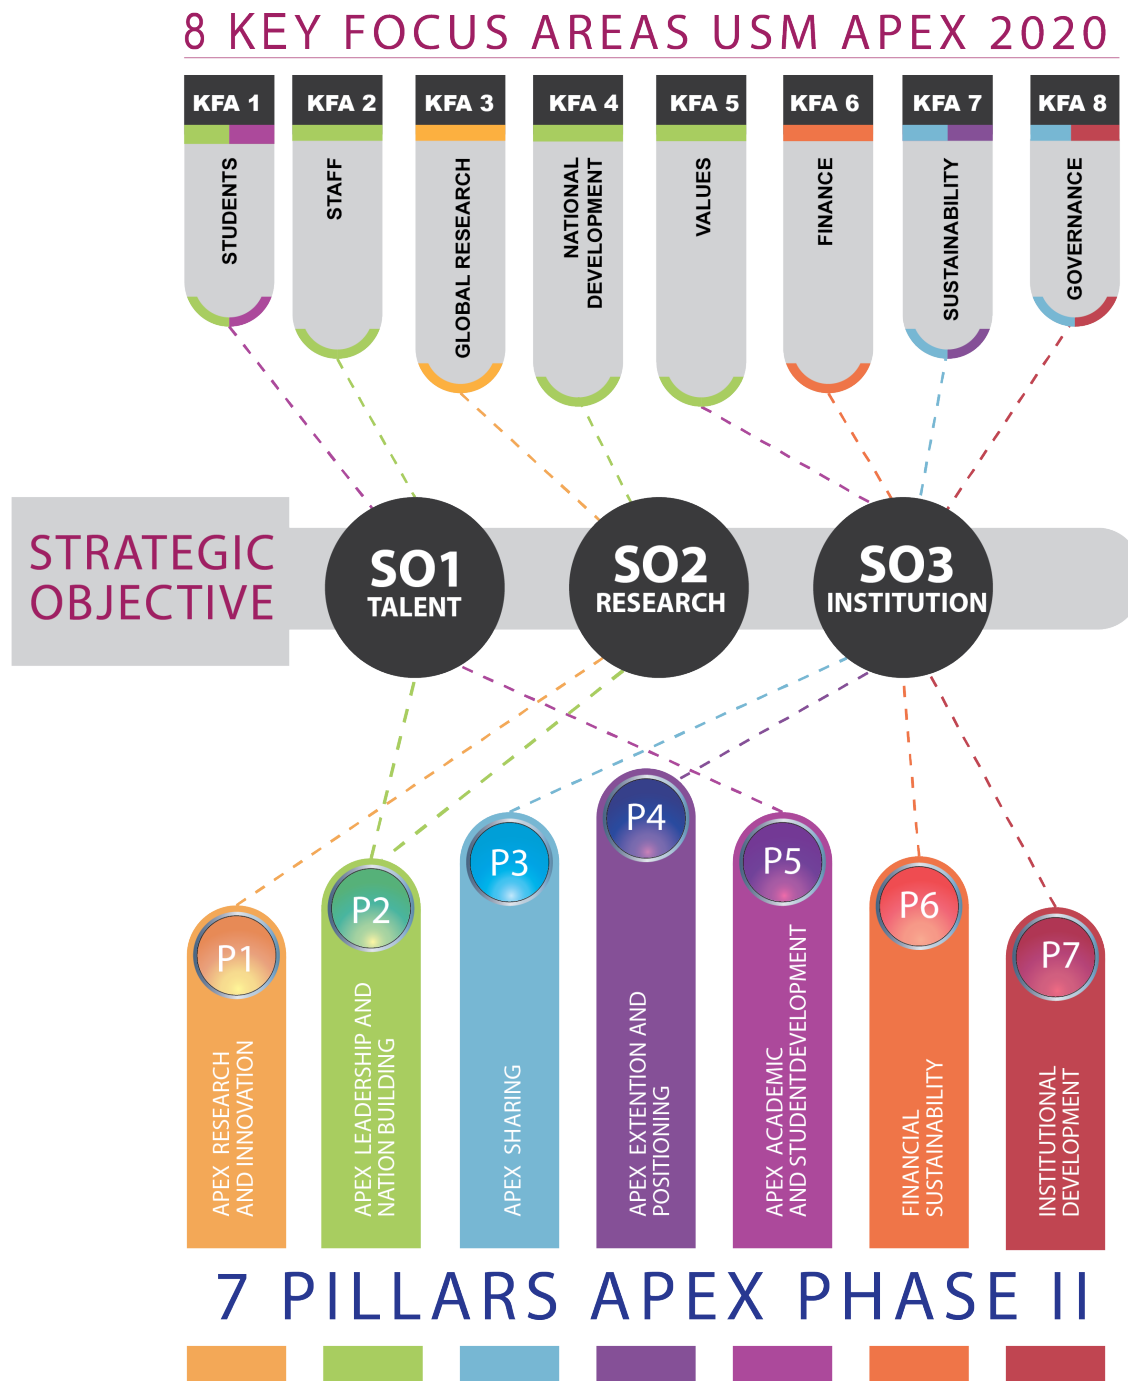 8 KEY FOCUS AREAS USM APEX 2020
KFA 1
STUDENTS
KFA 2
STAFF
KFA 3
GLOBAL RESEARCH
KFA 4
NATIONAL
DEVELOPMENT
KFA 5
VALUES
KFA 6
FINANCE
KFA 7
SUSTAINABILITY
KFA 8
GOVERNANCE
STRATEGIC
OBJECTIVE
SO1
TALENT
SO2
RESEARCH
SO3
INSTITUTION
P1
APEX RESEARCH
AND INNOVATION
P2
APEX LEADERSHIP AND
NATION BUILDING
P3
APEX SHARING
P4
APEX EXTENTION AND
POSITIONING
P5
APEX ACADEMIC
AND STUDENTDEVELOPMENT
P6
FINANCIAL
SUSTAINABILITY
P7
INSTITUTIONAL
DEVELOPMENT
7 PILLARS APEX PHASE II